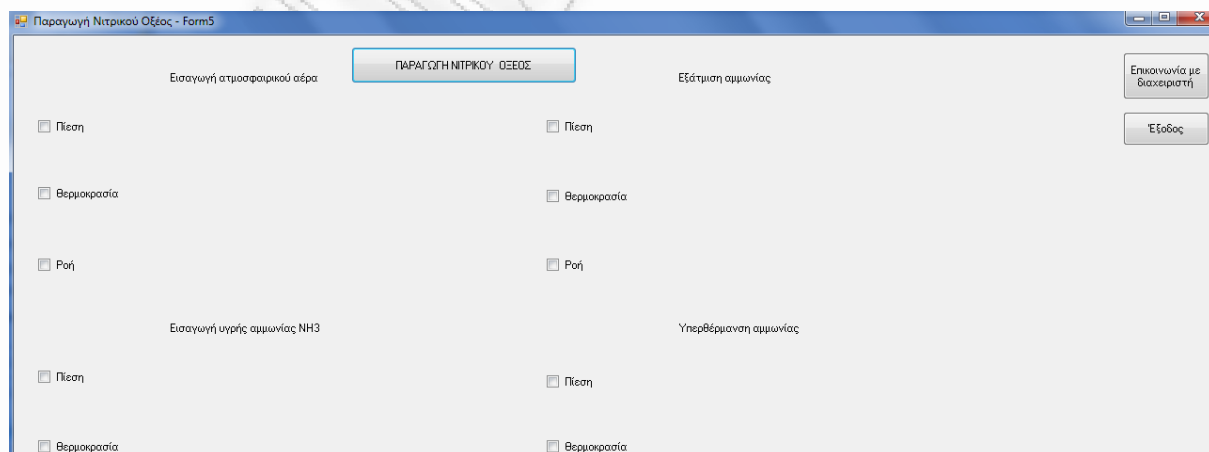 Παραγωγή Νιτρικού Οξέος - Form5
ΠΑΡΑΓΩΓΗ ΝΙΤΡΙΚΟΥ ΟΞΕΟΣ
Εισαγωγή ατμοσφαιρικού αέρα
Εξάτμιση αμμωνίας
Επικοινωνία με
διαχειριστή
Πίεση
Πίεση
Έξοδος
Θερμοκρασία
Θερμοκρασία
Ροή
Ροή
Εισαγωγή υγρής αμμωνίας NH3
Υπερθέρμανση αμμωνίας
Πίεση
Πίεση
Θερμοκρασία
Θερμοκρασία